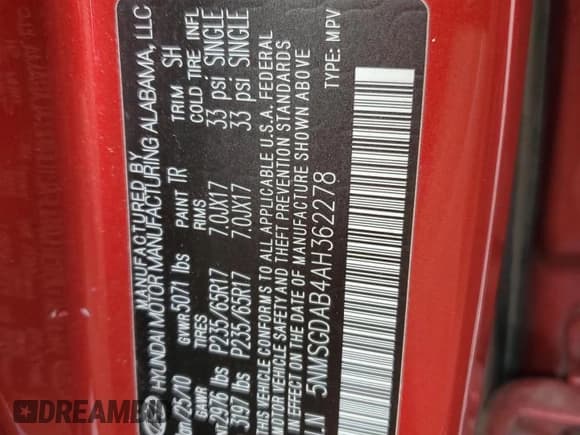 MANUFACTURED BY
HYUNDAI MOTOR MANUFACTURING ALABAMA, LLC
GVWR 5071 lbs PAINT TR TRIM SH
GAWR TIRES RIMS COLD TIRE INFL
2976 lbs P235/65R17 7.0JX17 33 psi SINGLE
3197 lbs P235/65R17 7.0JX17 33 psi SINGLE
THIS VEHICLE CONFORMS TO ALL APPLICABLE U.S.A. FEDERAL
MOTOR VEHICLE SAFETY AND THEFT PREVENTION STANDARDS
IN EFFECT ON THE DATE OF MANUFACTURE SHOWN ABOVE
5NMSGDAB4AH362278 TYPE: MPV
DREAMERS